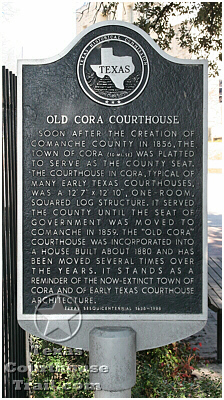 TEXAS HISTORICAL COMMISSION
TEXAS
OLD CORA COURTHOUSE
SOON AFTER THE CREATION OF
COMANCHE COUNTY IN 1856, THE
TOWN OF CORA (10 MI. SE) WAS PLATTED
TO SERVE AS THE COUNTY SEAT.
THE COURTHOUSE IN CORA, TYPICAL OF
MANY EARLY TEXAS COURTHOUSES,
WAS A 12'7" X 12'10", ONE-ROOM,
SQUARED LOG STRUCTURE. IT SERVED
THE COUNTY UNTIL THE SEAT OF
GOVERNMENT WAS MOVED TO
COMANCHE IN 1859. THE "OLD CORA"
COURTHOUSE WAS INCORPORATED INTO
A HOUSE BUILT ABOUT 1880 AND HAS
BEEN MOVED SEVERAL TIMES OVER
THE YEARS. IT STANDS AS A
REMINDER OF THE NOW-EXTINCT TOWN OF
CORA AND OF EARLY TEXAS COURTHOUSE
ARCHITECTURE.
TEXAS SESQUICENTENNIAL 1836-1986
Texas
Courthouse
Trail.com